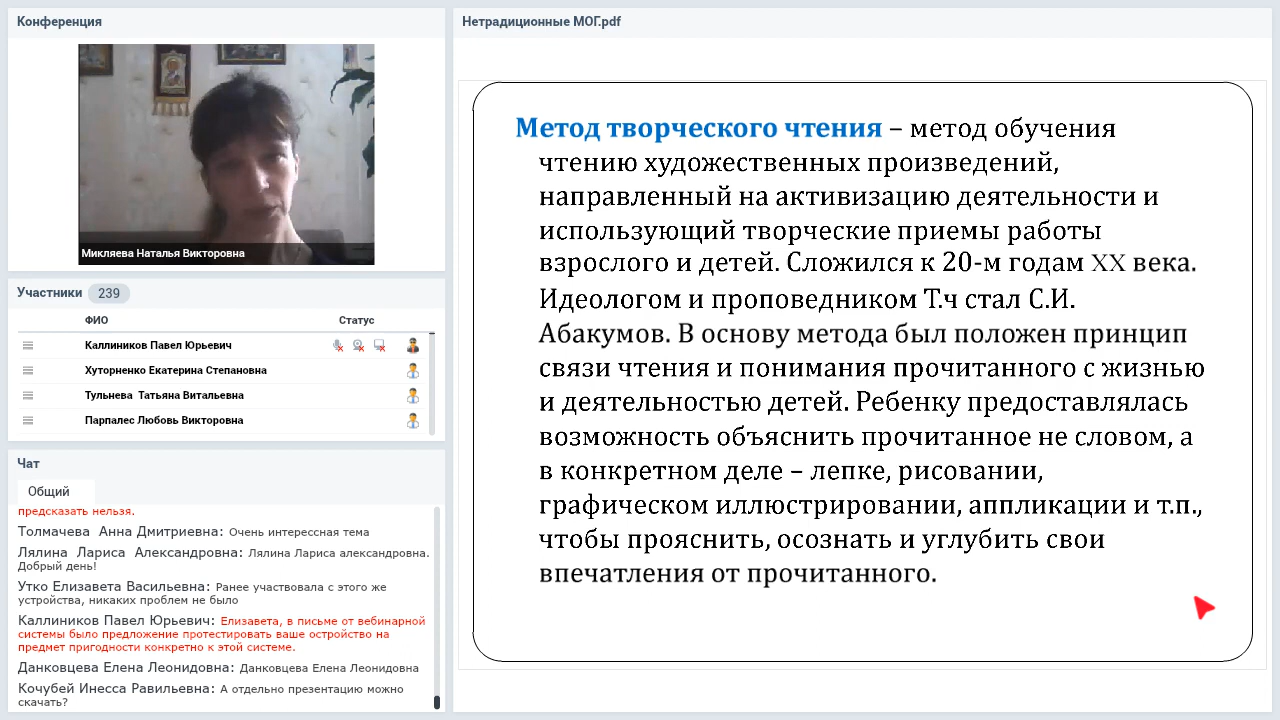 Конференция
Микляева Наталья Викторовна
Участники 239
ФИО Статус
Каллиников Павел Юрьевич
Хуторненко Екатерина Степановна
Тульнева Татьяна Витальевна
Парпалес Любовь Викторовна
Чат
Общий
предсказать нельзя.
Толмачева Анна Дмитриевна: Очень интерессная тема
Лялина Лариса Александровна: Лялина Лариса александровна.
Добрый день!
Утко Елизавета Васильевна: Ранее участвовала с этого же
устройства, никаких проблем не было
Каллиников Павел Юрьевич: Елизавета, в письме от вебинарной
системы было предложение протестировать ваше остройство на
предмет пригодности конкретно к этой системе.
Данковцева Елена Леонидовна: Данковцева Елена Леонидовна
Кочубей Инесса Равильевна: А отдельно презентацию можно
скачать?
Нетрадиционные МОГ.pdf
Метод творческого чтения – метод обучения
чтению художественных произведений,
направленный на активизацию деятельности и
использующий творческие приемы работы
взрослого и детей. Сложился к 20-м годам XX века.
Идеологом и проповедником Т.ч стал С.И.
Абакумов. В основу метода был положен принцип
связи чтения и понимания прочитанного с жизнью
и деятельностью детей. Ребенку предоставлялась
возможность объяснить прочитанное не словом, а
в конкретном деле – лепке, рисовании,
графическом иллюстрировании, аппликации и т.п.,
чтобы прояснить, осознать и углубить свои
впечатления от прочитанного.